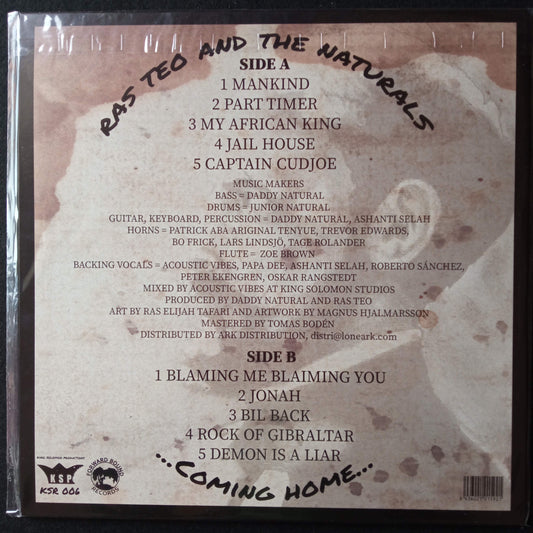 RAS TEO AND THE NATURALS
SIDE A
1 MANKIND
2 PART TIMER
3 MY AFRICAN KING
4 JAIL HOUSE
5 CAPTAIN CUDJOE
MUSIC MAKERS
BASS = DADDY NATURAL
DRUMS = JUNIOR NATURAL
GUITAR, KEYBOARD, PERCUSSION = DADDY NATURAL, ASHANTI SELAH
HORNS = PATRICK ABA ARIGINAL TENYUE, TREVOR EDWARDS,
BO FRICK, LARS LINDSJÖ, TAGE ROLANDER
FLUTE = ZOE BROWN
BACKING VOCALS = ACOUSTIC VIBES, PAPA DEE, ASHANTI SELAH, ROBERTO SÁNCHEZ,
PETER EKENGREN, OSKAR RANGSTEDT
MIXED BY ACOUSTIC VIBES AT KING SOLOMON STUDIOS
PRODUCED BY DADDY NATURAL AND RAS TEO
ART BY RAS ELIJAH TAFARI AND ARTWORK BY MAGNUS HJALMARSSON
MASTERED BY TOMAS BODÉN
DISTRIBUTED BY ARK DISTRIBUTION, distri@loneark.com
SIDE B
1 BLAMING ME BLAIMING YOU
2 JONAH
3 BIL BACK
4 ROCK OF GIBRALTAR
5 DEMON IS A LIAR
...COMING HOME...
KING SOLOMON PRODUCTIONS
KSP
KSR 006
FORWARD BOUND
RECORDS